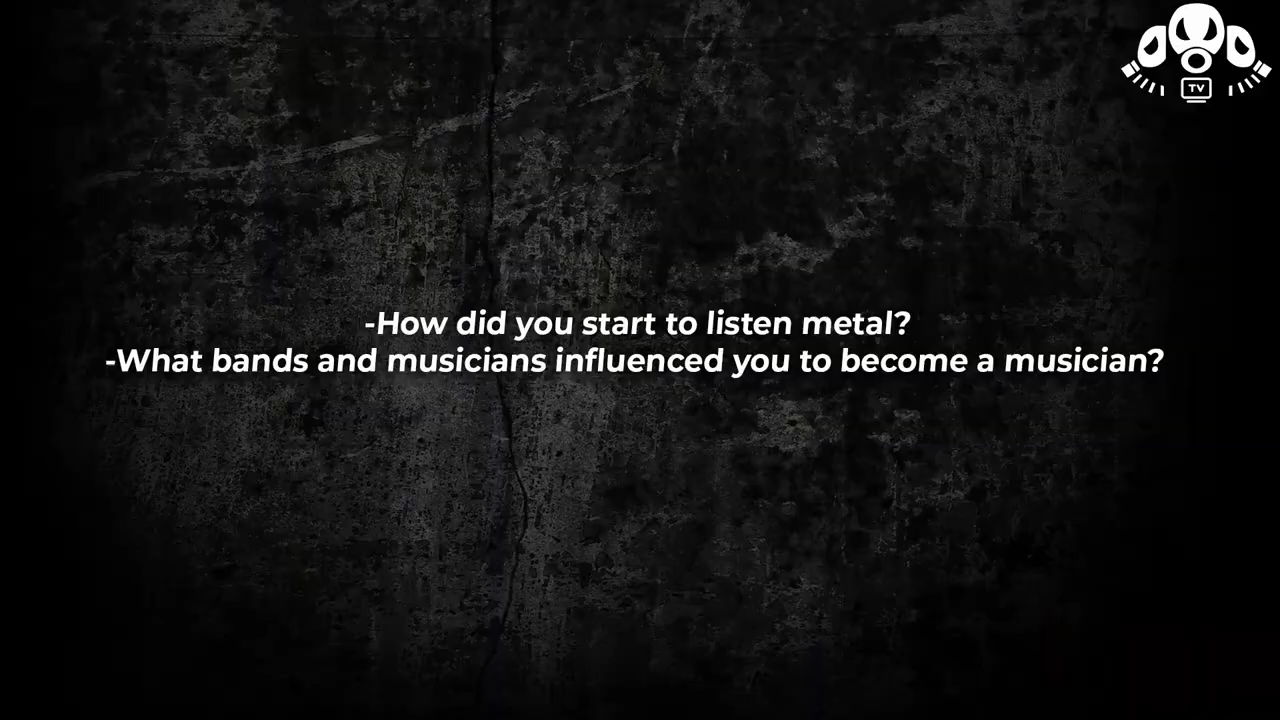 TV
-How did you start to listen metal?
-What bands and musicians influenced you to become a musician?